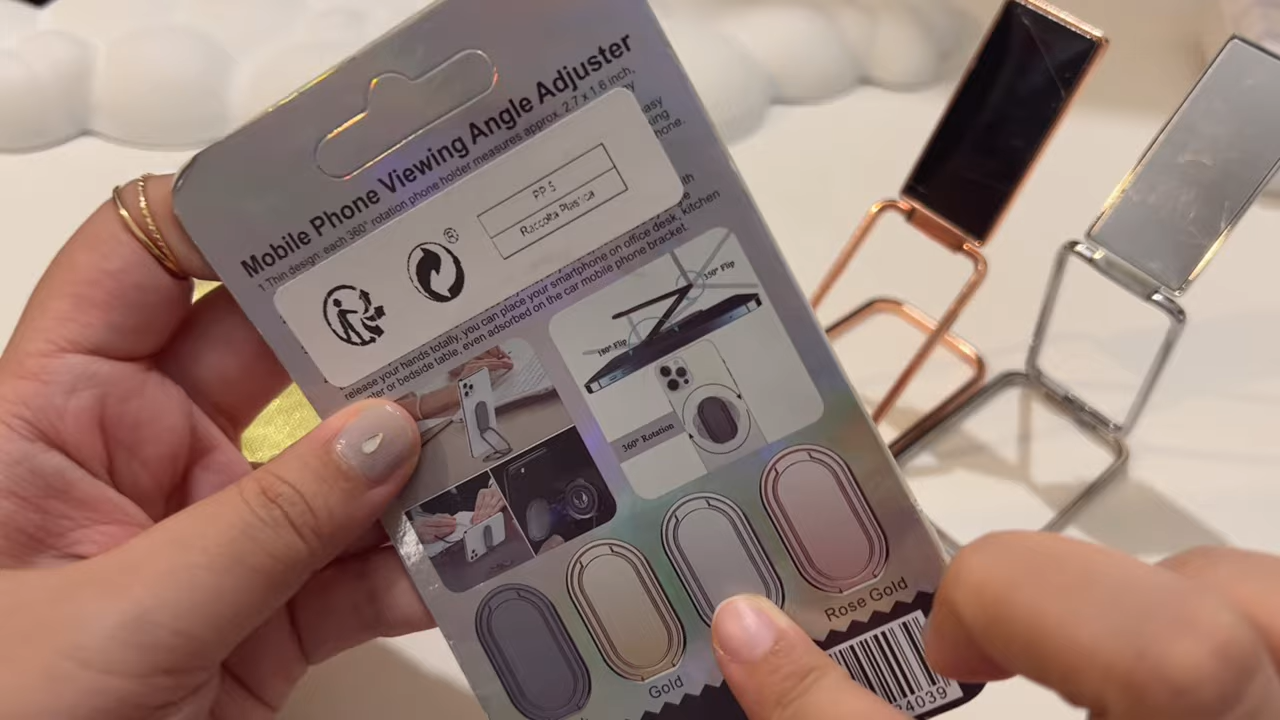 Mobile Phone Viewing Angle Adjuster
1.Thin design: each 360° rotation phone holder measures approx. 2.7 x 1.6 inch,
easy
phone.
PP 5
Raccolta Plastica
®
release your hands totally, you can place your smartphone on office desk, kitchen
or bedside table, even adsorbed on the car mobile phone bracket.
180° Flip
360° Rotation
Gold
Rose Gold